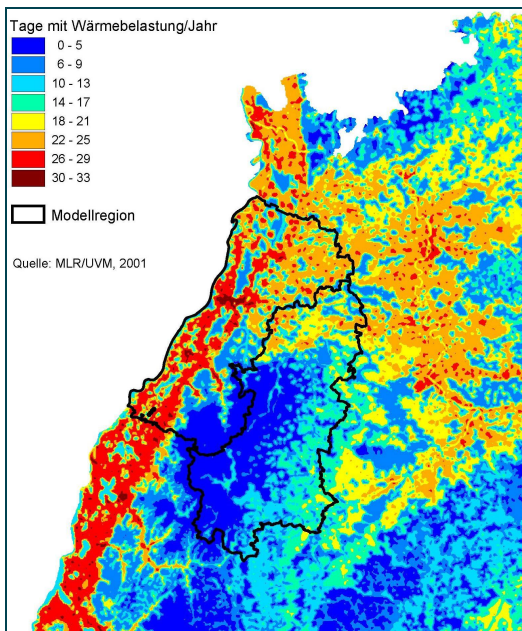 Tage mit Wärmebelastung/Jahr
0 - 5
6 - 9
10 - 13
14 - 17
18 - 21
22 - 25
26 - 29
30 - 33
Modellregion
Quelle: MLR/UVM, 2001